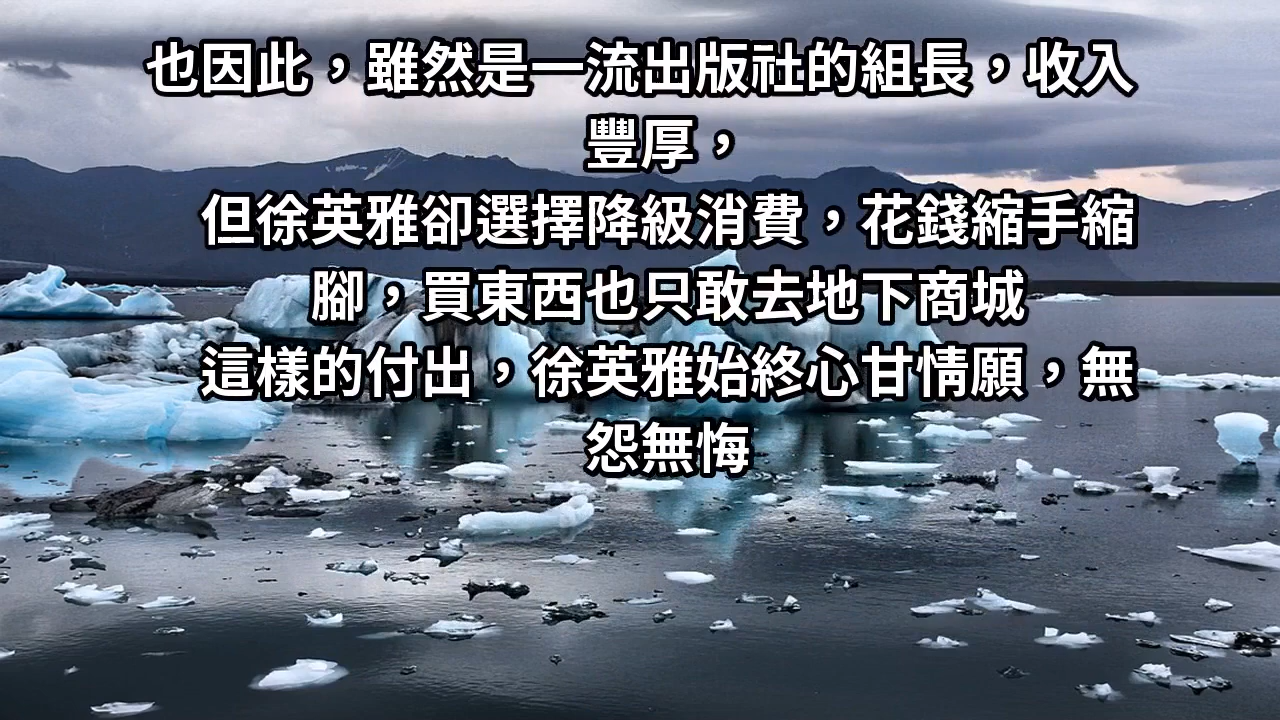 也因此，雖然是一流出版社的組長，收入
豐厚，
但徐英雅卻選擇降級消費，花錢縮手縮
腳，買東西也只敢去地下商城
這樣的付出，徐英雅始終心甘情願，無
怨無悔